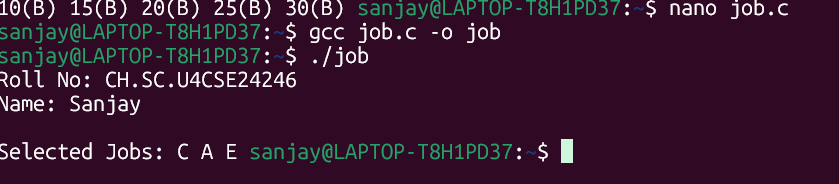 10(B) 15(B) 20(B) 25(B) 30(B) sanjay@LAPTOP-T8H1PD37:~$ nano job.c
sanjay@LAPTOP-T8H1PD37:~$ gcc job.c -o job
sanjay@LAPTOP-T8H1PD37:~$ ./job
Roll No: CH.SC.U4CSE24246
Name: Sanjay
Selected Jobs: C A E sanjay@LAPTOP-T8H1PD37:~$